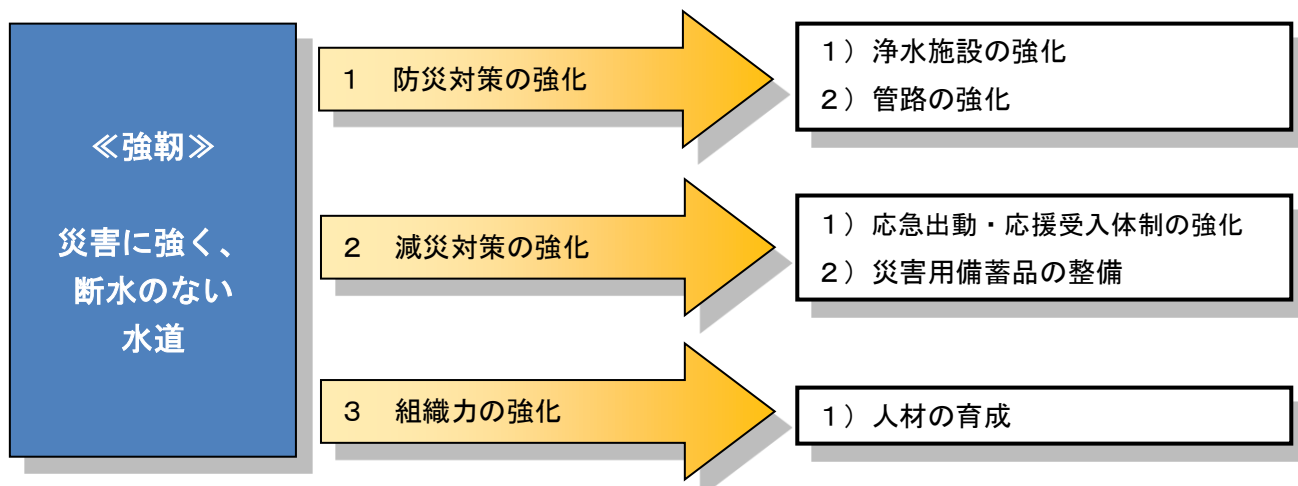 ≪強靭≫
災害に強く、
断水のない
水道
1 防災対策の強化
1）浄水施設の強化
2）管路の強化
2 減災対策の強化
1）応急出動・応援受入体制の強化
2）災害用備蓄品の整備
3 組織力の強化
1）人材の育成